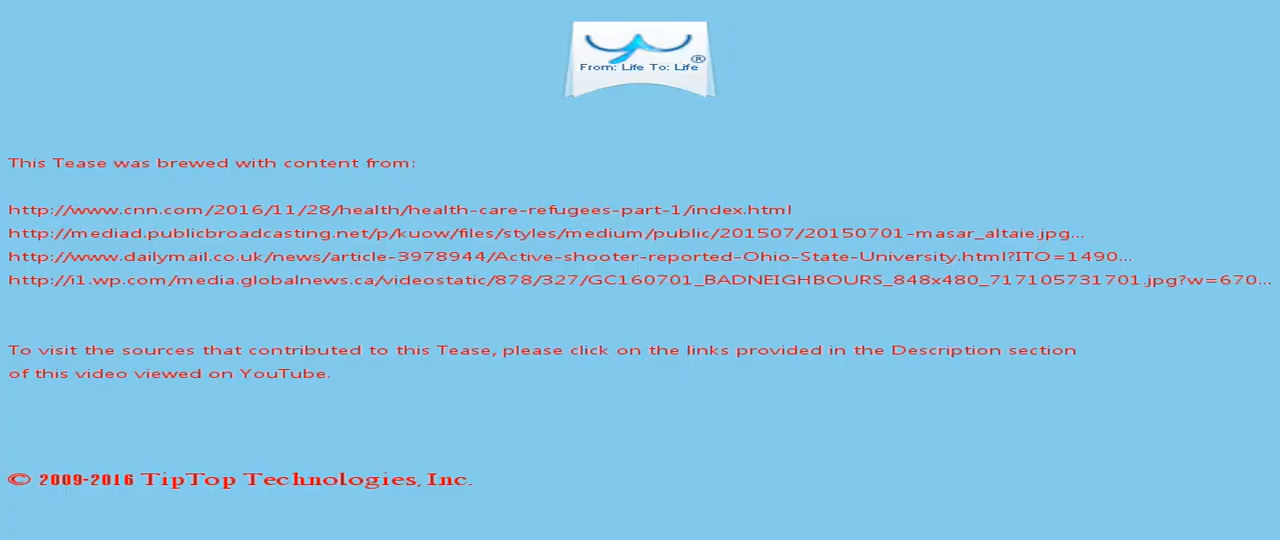 From: Life To: Life®
This Tease was brewed with content from:
http://www.cnn.com/2016/11/28/health/health-care-refugees-part-1/index.html
http://mediad.publicbroadcasting.net/p/kuow/files/styles/medium/public/201507/20150701-masar_altaie.jpg...
http://www.dailymail.co.uk/news/article-3978944/Active-shooter-reported-Ohio-State-University.html?ITO=1490...
http://i1.wp.com/media.globalnews.ca/videostatic/878/327/GC160701_BADNEIGHBOURS_848x480_717105731701.jpg?w=670...
To visit the sources that contributed to this Tease, please click on the links provided in the Description section
of this video viewed on YouTube.
© 2009-2016 TipTop Technologies, Inc.